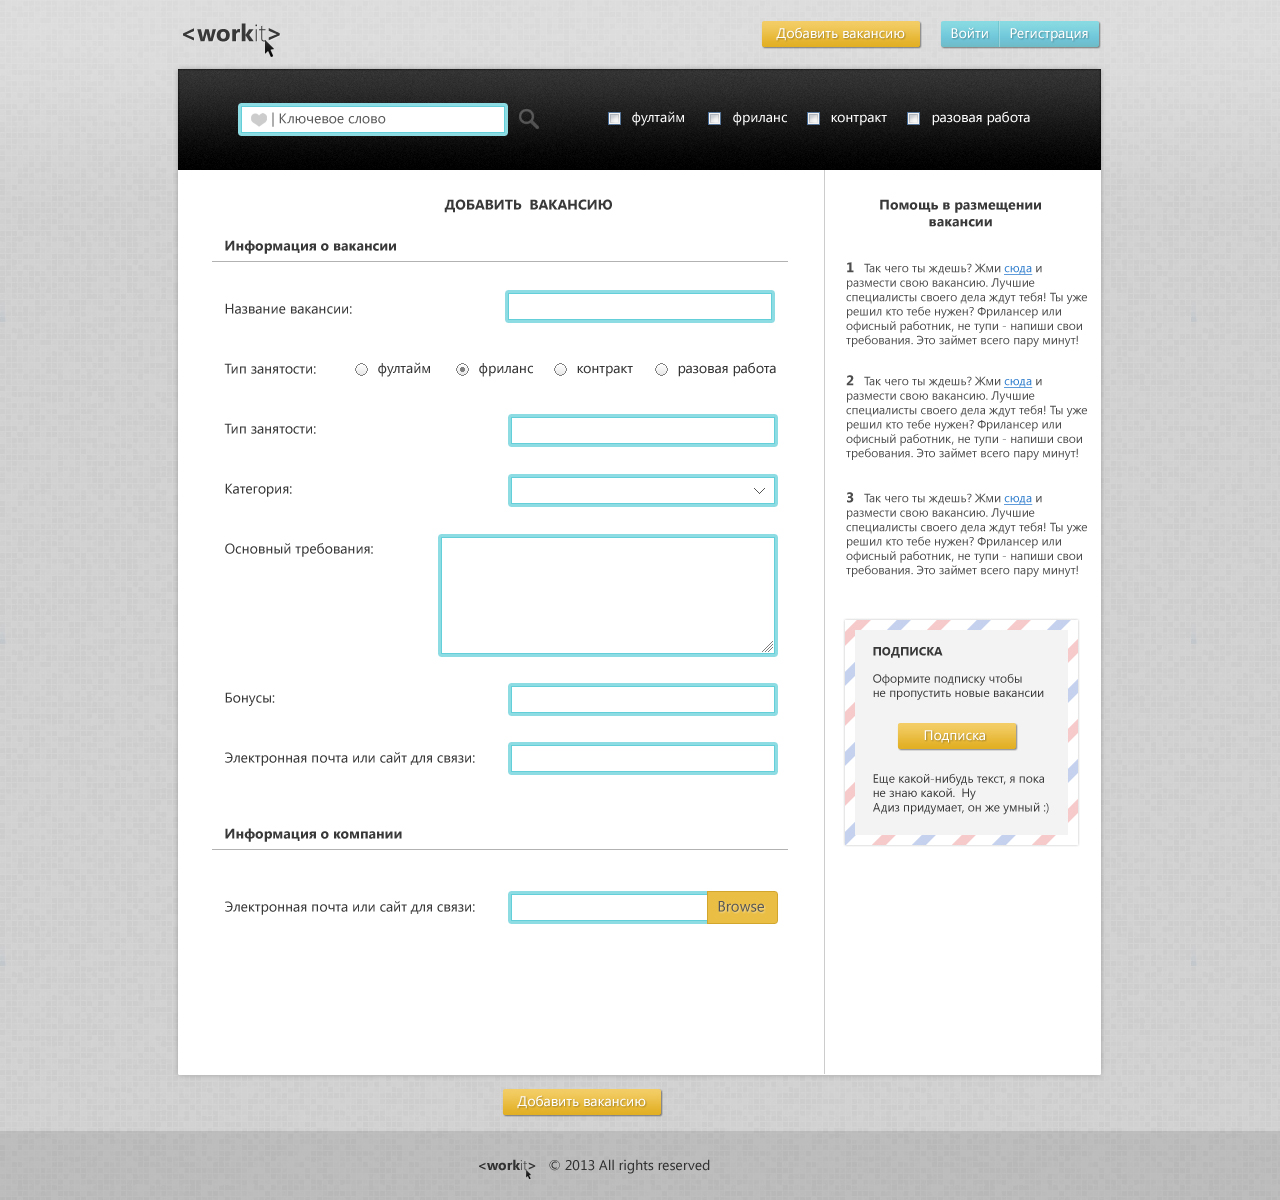 <workit>
Добавить вакансию
Войти
Регистрация
| Ключевое слово
фултайм
фриланс
контракт
разовая работа
ДОБАВИТЬ ВАКАНСИЮ
Информация о вакансии
Название вакансии:
Тип занятости:
фултайм
фриланс
контракт
разовая работа
Тип занятости:
Категория:
Основный требования:
Бонусы:
Электронная почта или сайт для связи:
Информация о компании
Электронная почта или сайт для связи:
Browse
Помощь в размещении
вакансии
1 Так чего ты ждешь? Жми сюда и
размести свою вакансию. Лучшие
специалисты своего дела ждут тебя! Ты уже
решил кто тебе нужен? Фрилансер или
офисный работник, не тупи - напиши свои
требования. Это займет всего пару минут!
2 Так чего ты ждешь? Жми сюда и
размести свою вакансию. Лучшие
специалисты своего дела ждут тебя! Ты уже
решил кто тебе нужен? Фрилансер или
офисный работник, не тупи - напиши свои
требования. Это займет всего пару минут!
3 Так чего ты ждешь? Жми сюда и
размести свою вакансию. Лучшие
специалисты своего дела ждут тебя! Ты уже
решил кто тебе нужен? Фрилансер или
офисный работник, не тупи - напиши свои
требования. Это займет всего пару минут!
ПОДПИСКА
Оформите подписку чтобы
не пропустить новые вакансии
Подписка
Еще какой-нибудь текст, я пока
не знаю какой. Ну
Адиз придумает, он же умный :)
Добавить вакансию
<workit>
© 2013 All rights reserved